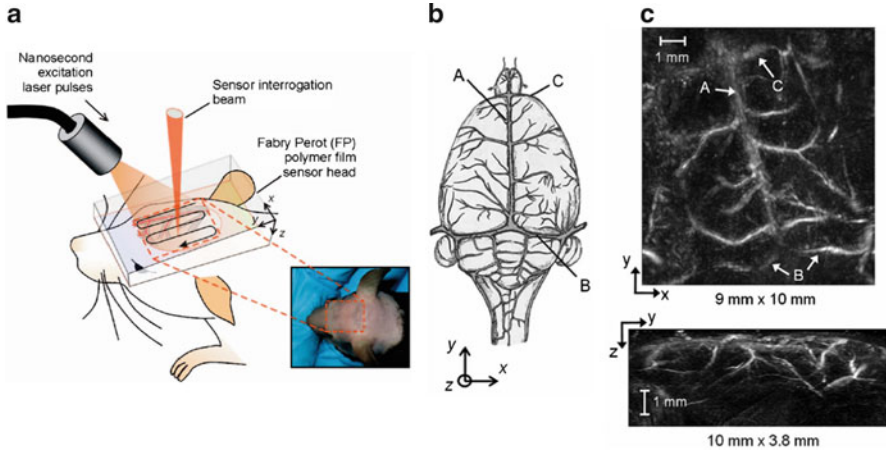 a
Nanosecond
excitation
laser pulses
Sensor interrogation
beam
Fabry Perot (FP)
polymer film
sensor head
x
y
z
b
A
C
B
y
z
x
c
1 mm
A
C
B
y
x
9 mm x 10 mm
y
z
1 mm
10 mm x 3.8 mm